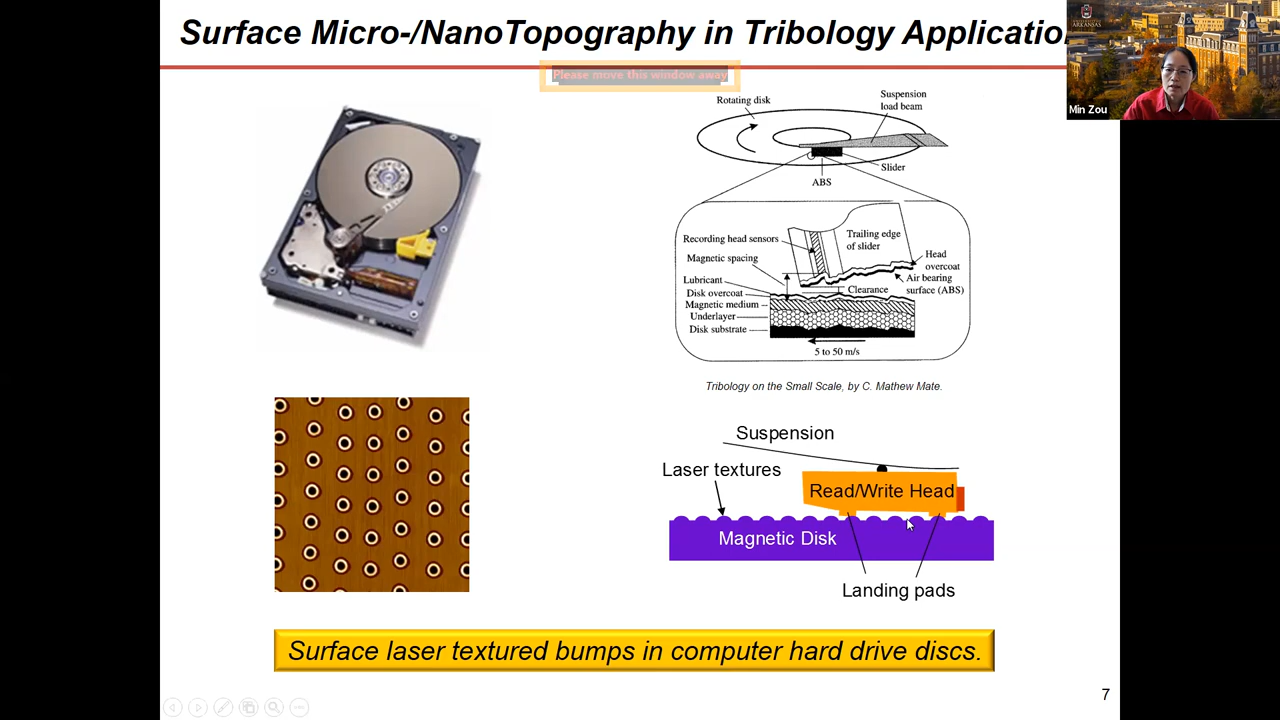 Surface Micro-/NanoTopography in Tribology Applicatio
ARKANSAS
Min Zou
Please move this window away
Rotating disk
Suspension
load beam
Slider
ABS
Recording head sensors
Trailing edge
of slider
Magnetic spacing
Head
overcoat
Air bearing
surface (ABS)
Lubricant
Disk overcoat
Clearance
Magnetic medium
Underlayer
Disk substrate
5 to 50 m/s
Tribology on the Small Scale, by C. Mathew Mate.
Suspension
Laser textures
Read/Write Head
Magnetic Disk
Landing pads
Surface laser textured bumps in computer hard drive discs.
7